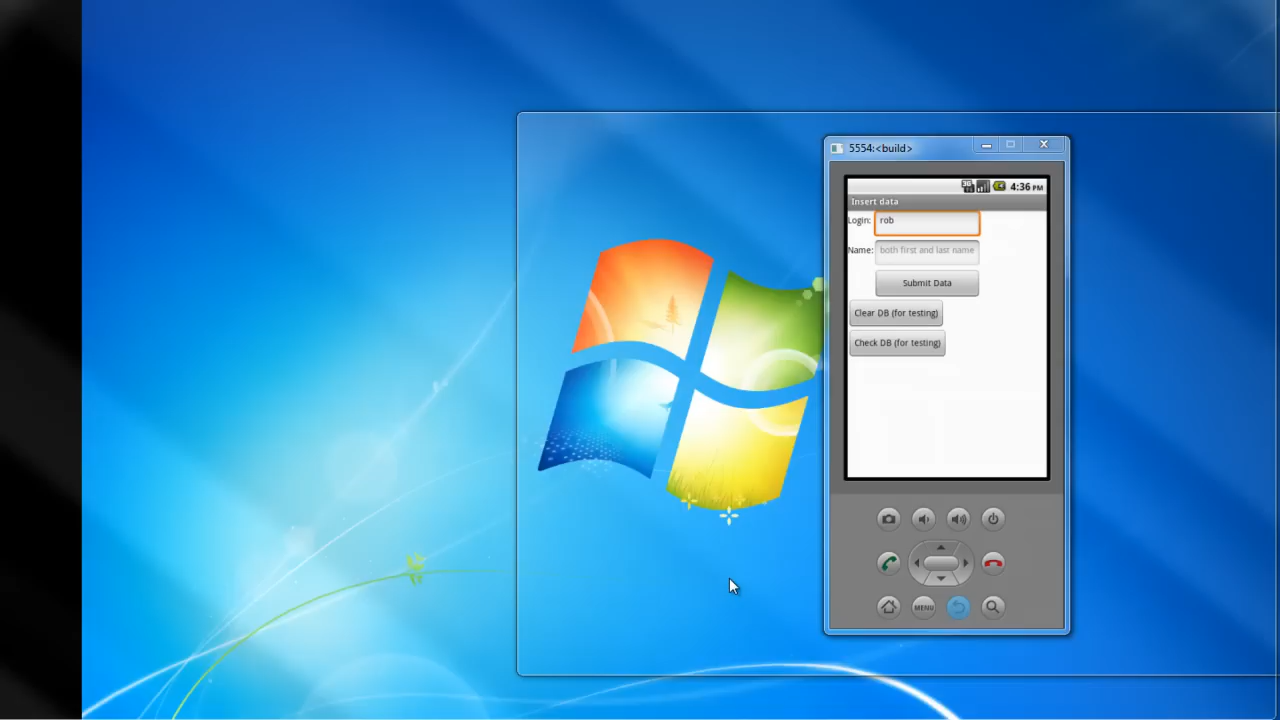 5554:<build>
4:36 PM
Insert data
Login: rob
Name: both first and last name
Submit Data
Clear DB (for testing)
Check DB (for testing)
MENU